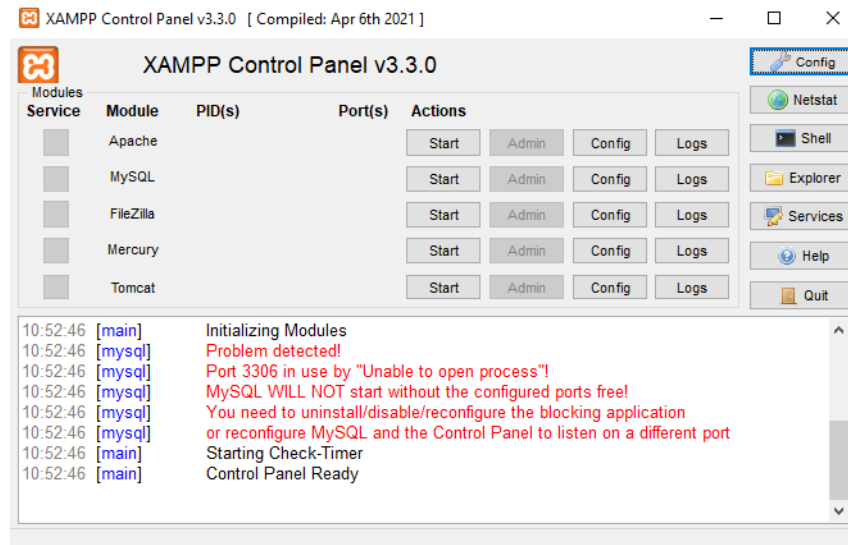 XAMPP Control Panel v3.3.0 [ Compiled: Apr 6th 2021 ]
XAMPP Control Panel v3.3.0
Config
Modules
Service Module PID(s) Port(s) Actions
Netstat
Apache Start Admin Config Logs
Shell
MySQL Start Admin Config Logs
Explorer
FileZilla Start Admin Config Logs
Services
Mercury Start Admin Config Logs
Help
Tomcat Start Admin Config Logs
Quit
10:52:46 [main] Initializing Modules
10:52:46 [mysql] Problem detected!
10:52:46 [mysql] Port 3306 in use by "Unable to open process"!
10:52:46 [mysql] MySQL WILL NOT start without the configured ports free!
10:52:46 [mysql] You need to uninstall/disable/reconfigure the blocking application
10:52:46 [mysql] or reconfigure MySQL and the Control Panel to listen on a different port
10:52:46 [main] Starting Check-Timer
10:52:46 [main] Control Panel Ready